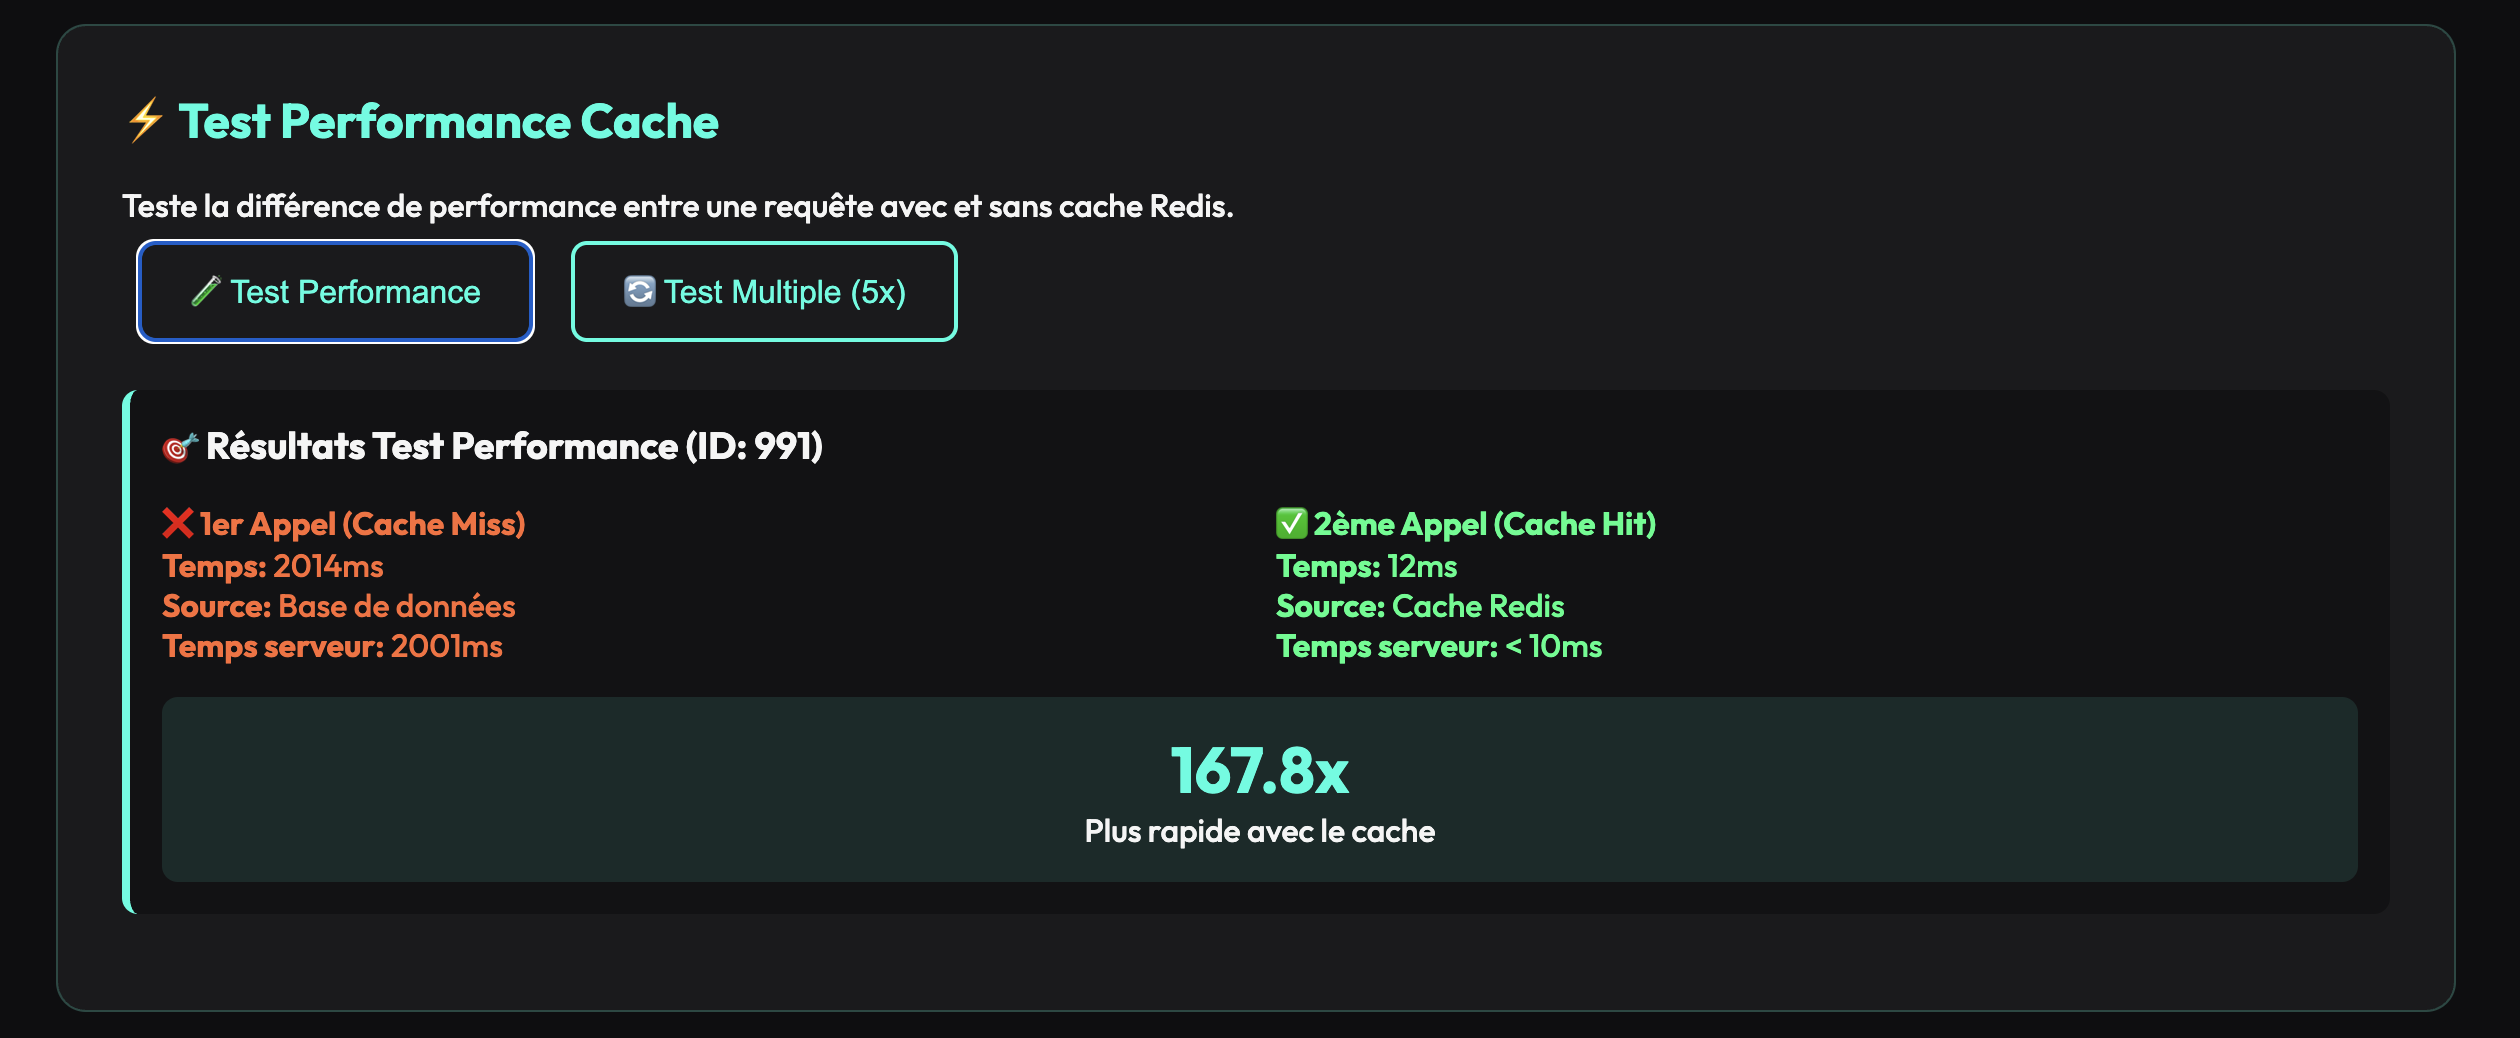 ⚡ Test Performance Cache
Teste la différence de performance entre une requête avec et sans cache Redis.
🧪 Test Performance
🔄 Test Multiple (5x)
🎯 Résultats Test Performance (ID: 991)
❌ 1er Appel (Cache Miss)
Temps: 2014ms
Source: Base de données
Temps serveur: 2001ms
✅ 2ème Appel (Cache Hit)
Temps: 12ms
Source: Cache Redis
Temps serveur: < 10ms
167.8x
Plus rapide avec le cache